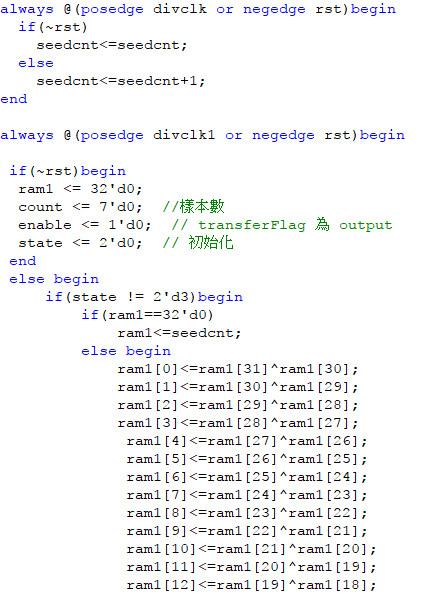 always @(posedge divclk or negedge rst)begin
  if(~rst)
    seedcnt<=seedcnt;
  else
    seedcnt<=seedcnt+1;
end

always @(posedge divclk1 or negedge rst)begin

 if(~rst)begin
  ram1 <= 32'd0;
  count <= 7'd0;  //樣本數
  enable <= 1'd0;  // transferFlag 為 output
  state <= 2'd0;  // 初始化
 end
 else begin
     if(state != 2'd3)begin
         if(ram1==32'd0)
             ram1<=seedcnt;
         else begin
             ram1[0]<=ram1[31]^ram1[30];
             ram1[1]<=ram1[30]^ram1[29];
             ram1[2]<=ram1[29]^ram1[28];
             ram1[3]<=ram1[28]^ram1[27];
              ram1[4]<=ram1[27]^ram1[26];
              ram1[5]<=ram1[26]^ram1[25];
              ram1[6]<=ram1[25]^ram1[24];
              ram1[7]<=ram1[24]^ram1[23];
              ram1[8]<=ram1[23]^ram1[22];
              ram1[9]<=ram1[22]^ram1[21];
              ram1[10]<=ram1[21]^ram1[20];
              ram1[11]<=ram1[20]^ram1[19];
              ram1[12]<=ram1[19]^ram1[18];